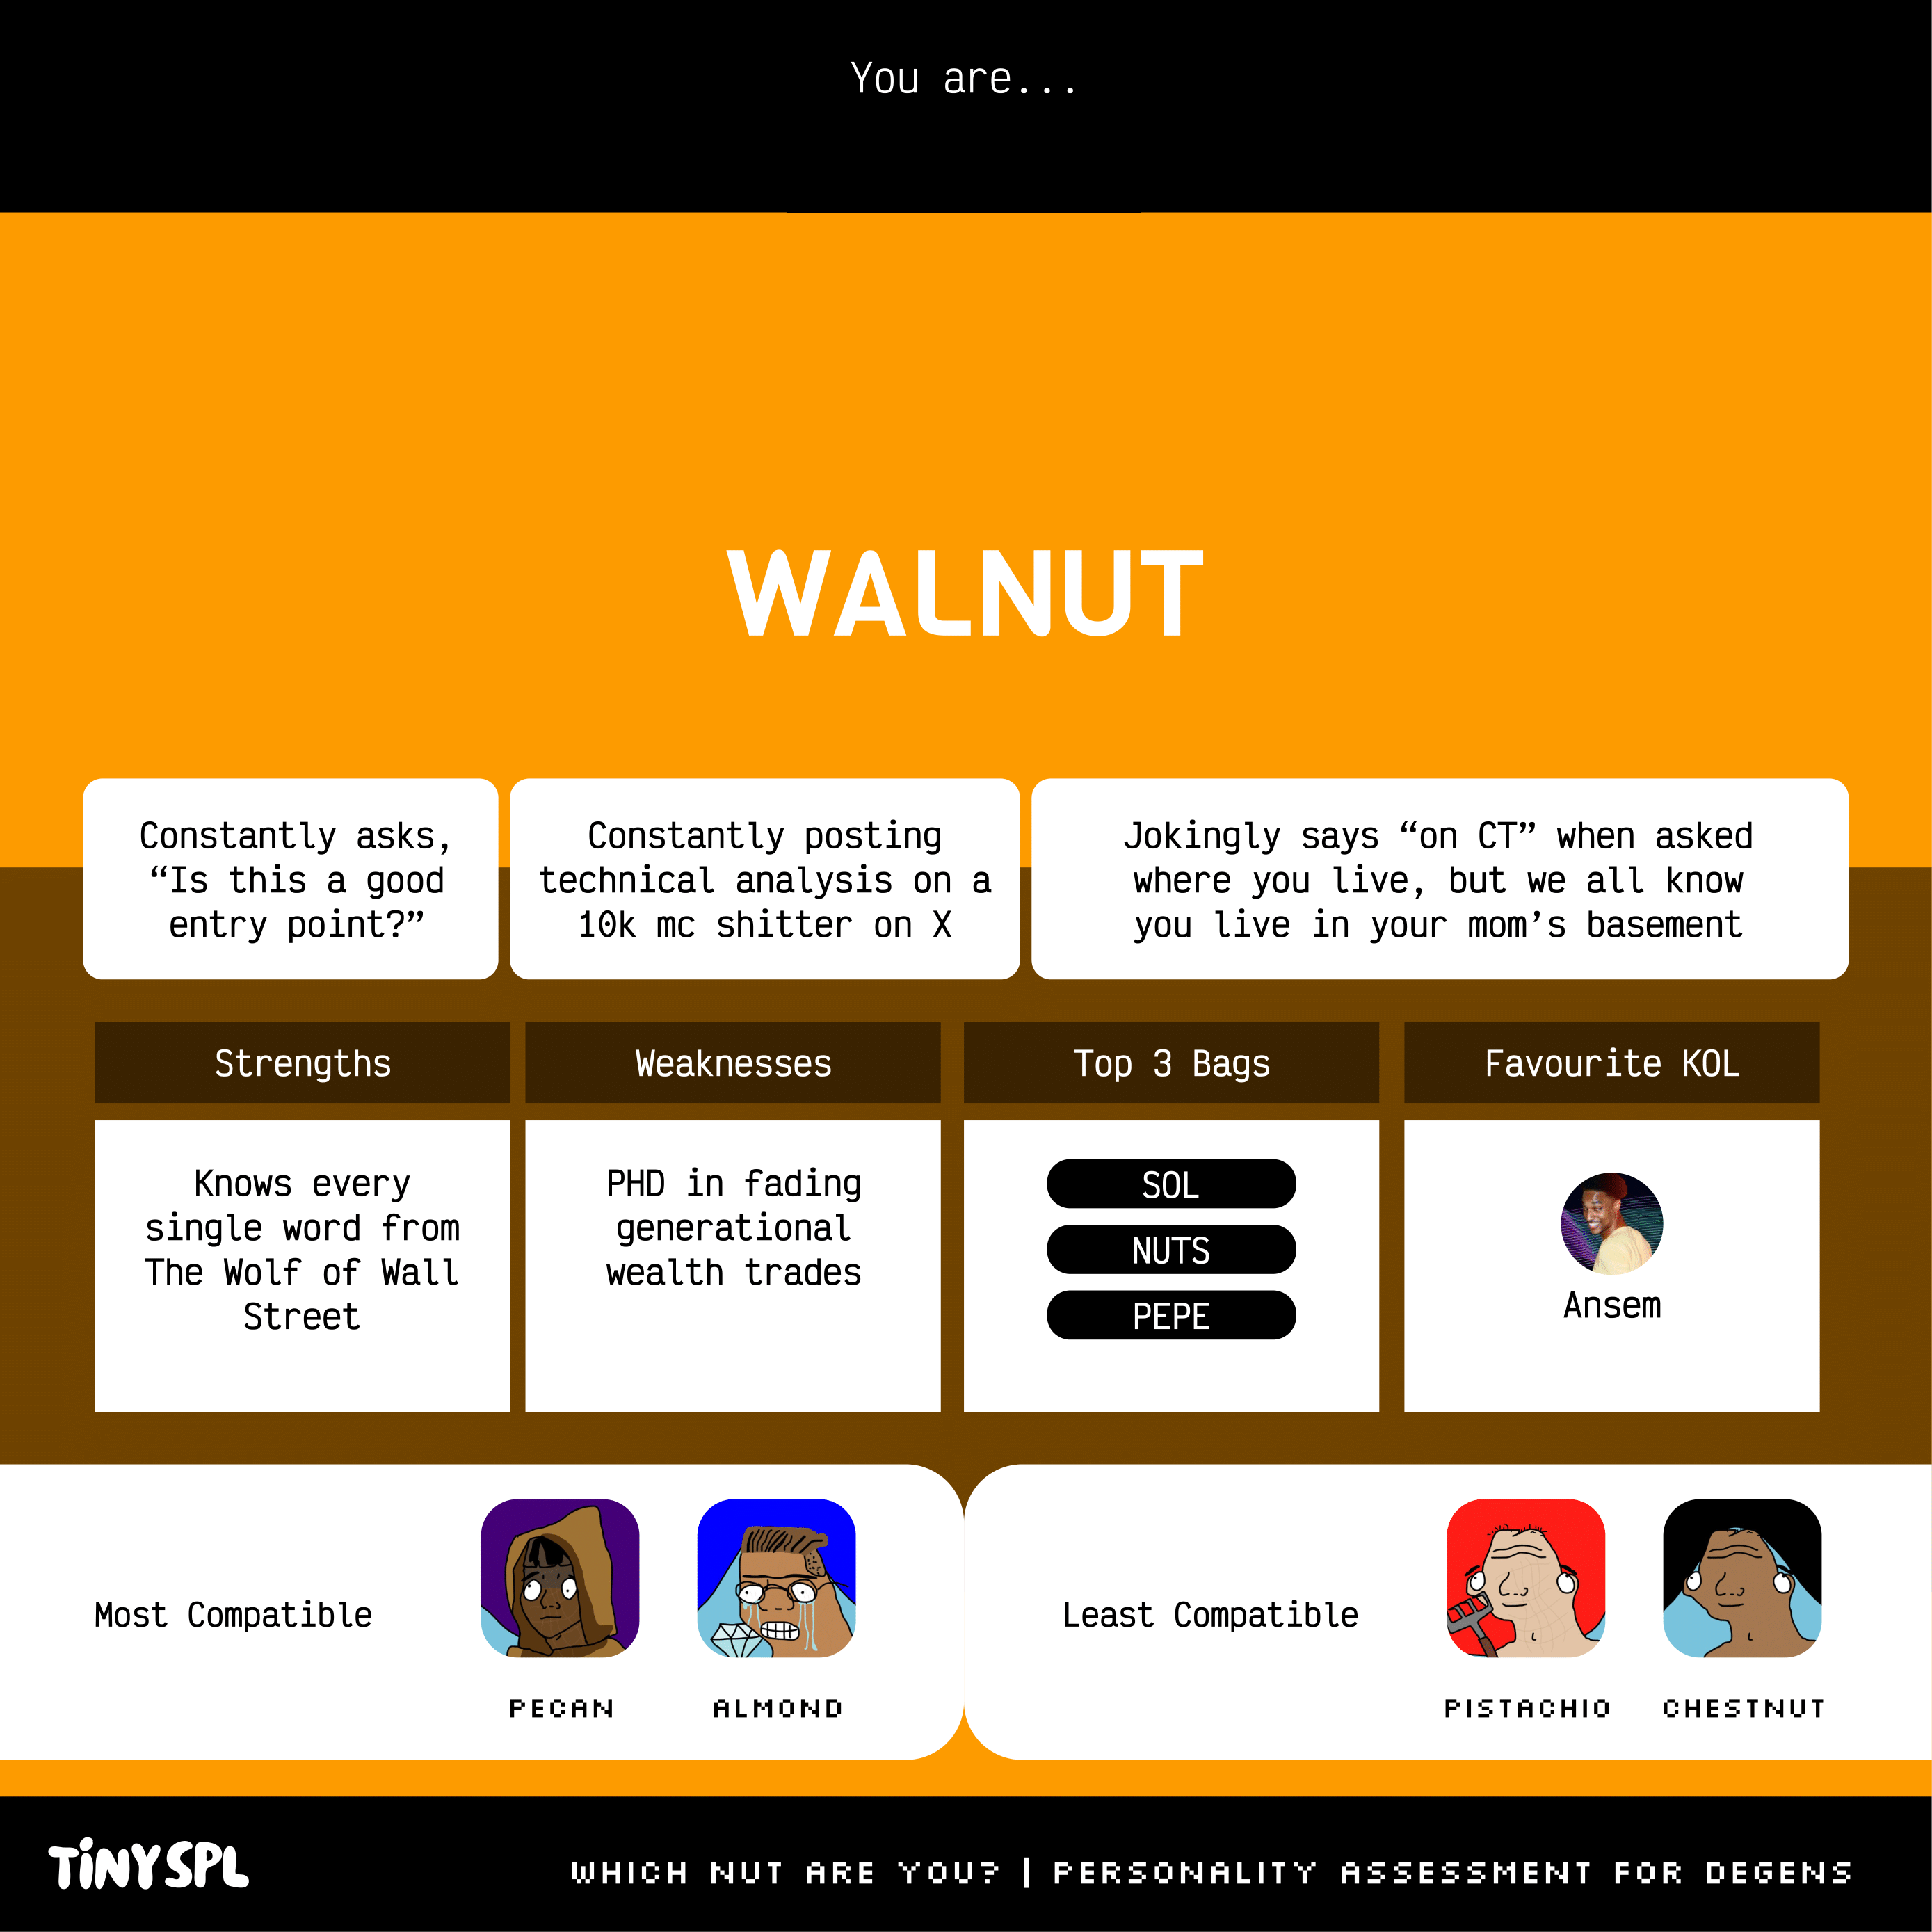 You are...
WALNUT
Constantly asks,
“Is this a good
entry point?”
Constantly posting
technical analysis on a
10k mc shitter on X
Jokingly says “on CT” when asked
where you live, but we all know
you live in your mom’s basement
Strengths
Knows every
single word from
The Wolf of Wall
Street
Weaknesses
PHD in fading
generational
wealth trades
Top 3 Bags
SOL
NUTS
PEPE
Favourite KOL
Ansem
Most Compatible
PECAN
ALMOND
Least Compatible
PISTACHIO
CHESTNUT
TiNYSPL
WHICH NUT ARE YOU? | PERSONALITY ASSESSMENT FOR DEGENS